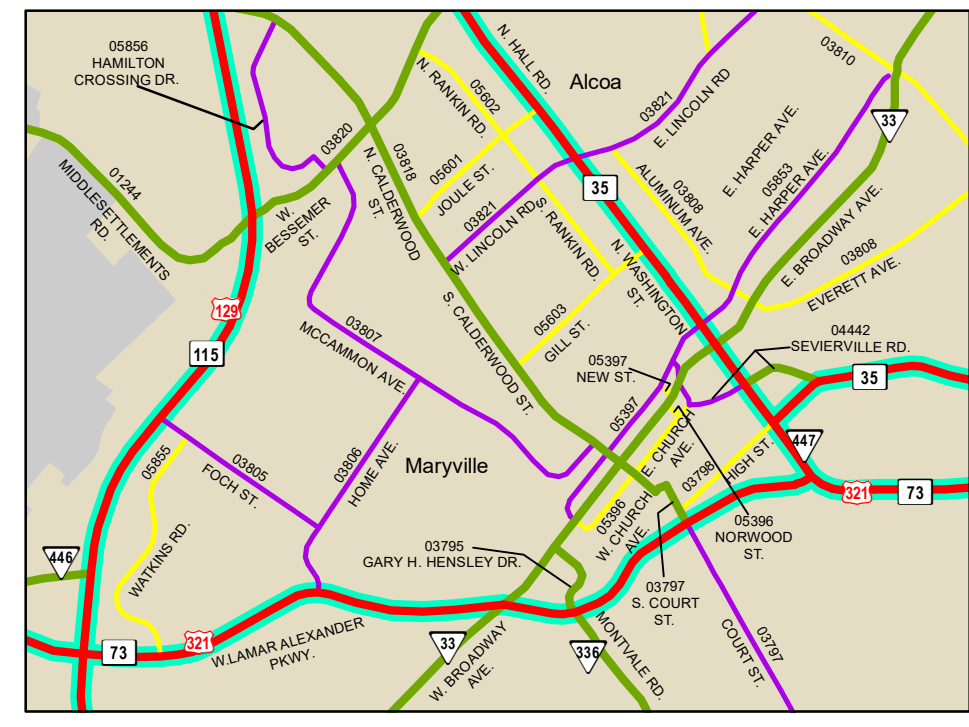 05856
HAMILTON
CROSSING DR.
N. HALL RD.
Alcoa
03810
N. RANKIN RD.
05602
03821
E. LINCOLN RD
33
03820
03818
N. CALDERWOOD
ST.
05601
JOULE ST.
E. HARPER AVE.
05853
E. HARPER AVE.
01244
MIDDLESETTLEMENTS
RD.
W.
BESSEMER
ST.
35
ALUMINUM AVE.
03808
03821
W. LINCOLN RD.
S. RANKIN RD.
N. WASHINGTON
ST.
E. BROADWAY AVE.
03808
EVERETT AVE.
129
115
03807
MCCAMMON AVE.
S. CALDERWOOD ST.
05603
GILL ST.
04442
SEVIERVILLE RD.
05397
NEW ST.
35
05397
Maryville
E. CHURCH
AVE.
03798
HIGH ST.
447
05855
WATKINS RD.
03805
FOCH ST.
03806
HOME AVE.
321
73
05396
W. CHURCH
AVE.
05396
NORWOOD
ST.
03795
GARY H. HENSLEY DR.
446
03797
S. COURT
ST.
73
321
W.LAMAR ALEXANDER
PKWY.
33
W. BROADWAY
AVE.
336
MONTVALE RD.
03797
COURT ST.